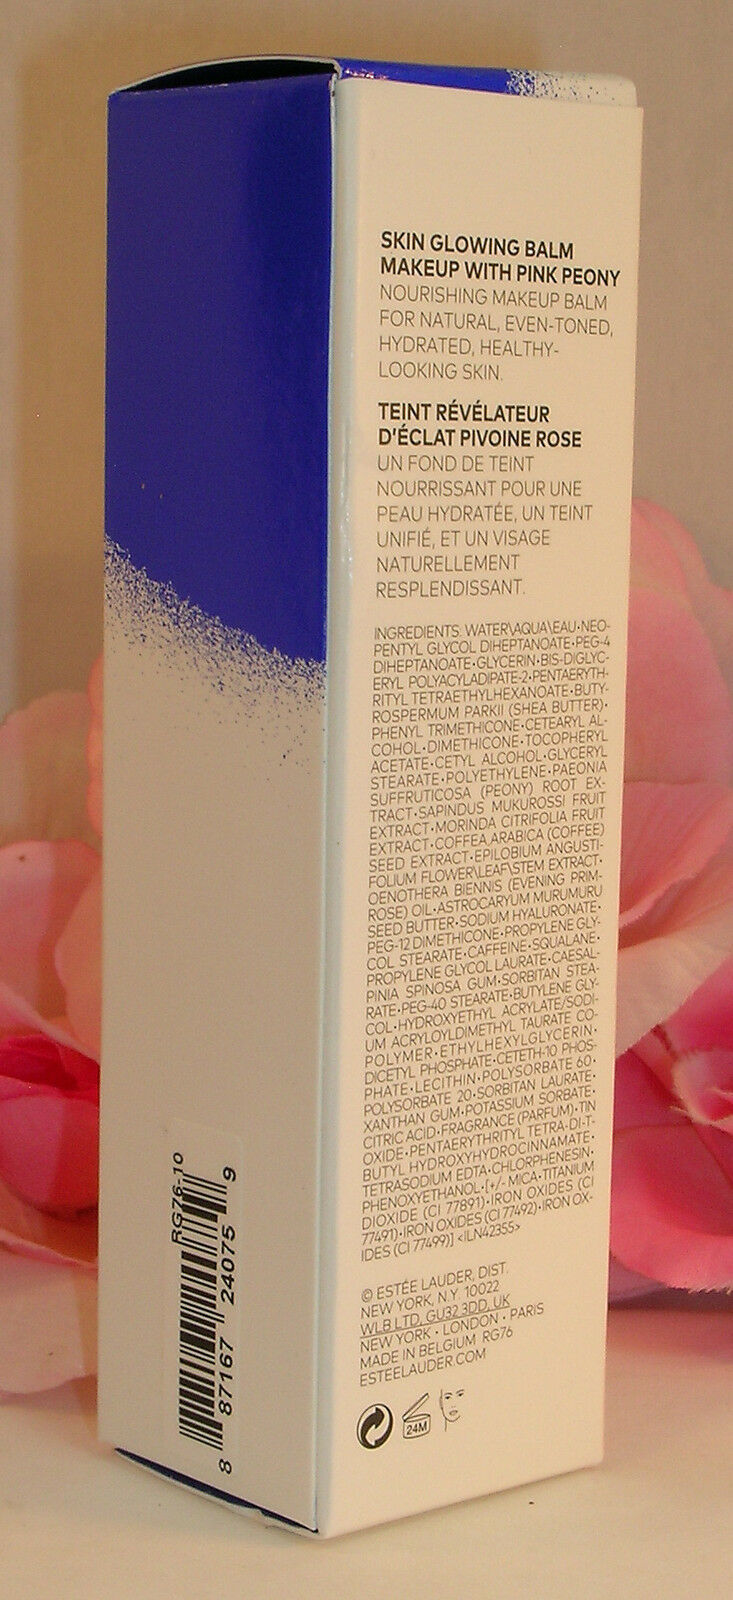 SKIN GLOWING BALM
MAKEUP WITH PINK PEONY
NOURISHING MAKEUP BALM
FOR NATURAL, EVEN-TONED,
HYDRATED, HEALTHY-
LOOKING SKIN.
TEINT RÉVÉLATEUR
D'ÉCLAT PIVOINE ROSE
UN FOND DE TEINT
NOURRISSANT POUR UNE
PEAU HYDRATÉE, UN TEINT
UNIFIÉ, ET UN VISAGE
NATURELLEMENT
RESPLENDISSANT.
INGREDIENTS: WATER\AQUA\EAU•NEO-
PENTYL GLYCOL DIHEPTANOATE•PEG-4
DIHEPTANOATE•GLYCERIN•BIS-DIGLYC-
ERYL POLYACYLADIPATE-2•PENTAERYTH-
RITYL TETRAETHYLHEXANOATE•BUTY-
ROSPERMUM PARKII (SHEA BUTTER)•
PHENYL TRIMETHICONE•CETEARYL AL-
COHOL•DIMETHICONE•TOCOPHERYL
ACETATE•CETYL ALCOHOL•GLYCERYL
STEARATE•POLYETHYLENE•PAEONIA
SUFFRUTICOSA (PEONY) ROOT EX-
TRACT•SAPINDUS MUKUROSSI FRUIT
EXTRACT•MORINDA CITRIFOLIA FRUIT
EXTRACT•COFFEA ARABICA (COFFEE)
SEED EXTRACT•EPILOBIUM ANGUSTI-
FOLIUM FLOWER\LEAF\STEM EXTRACT•
OENOTHERA BIENNIS (EVENING PRIM-
ROSE) OIL•ASTROCARYUM MURUMURU
SEED BUTTER•SODIUM HYALURONATE•
PEG-12 DIMETHICONE•PROPYLENE GLY-
COL STEARATE•CAFFEINE•SQUALANE•
PROPYLENE GLYCOL LAURATE•CAESAL-
PINIA SPINOSA GUM•SORBITAN STEA-
RATE•PEG-40 STEARATE•BUTYLENE GLY-
COL•HYDROXYETHYL ACRYLATE/SODI-
UM ACRYLOYLDIMETHYL TAURATE CO-
POLYMER•ETHYLHEXYLGLYCERIN•
DICETYL PHOSPHATE•CETETH-10 PHOS-
PHATE•LECITHIN•POLYSORBATE 60•
POLYSORBATE 20•SORBITAN LAURATE•
XANTHAN GUM•POTASSIUM SORBATE•
CITRIC ACID•FRAGRANCE (PARFUM)•TIN
OXIDE•PENTAERYTHRITYL TETRA-DI-T-
BUTYL HYDROXYHYDROCINNAMATE•
TETRASODIUM EDTA•CHLORPHENESIN•
PHENOXYETHANOL•[+/- MICA•TITANIUM
DIOXIDE (CI 77891)•IRON OXIDES (CI
77491)•IRON OXIDES (CI 77492)•IRON OX-
IDES (CI 77499)] <ILN42355>
© ESTÉE LAUDER, DIST.
NEW YORK, N.Y. 10022
WLB LTD, GU32 3DD, UK
NEW YORK • LONDON • PARIS
MADE IN BELGIUM RG76
ESTEELAUDER.COM
24M
RG76-10
8 87167 24075 9